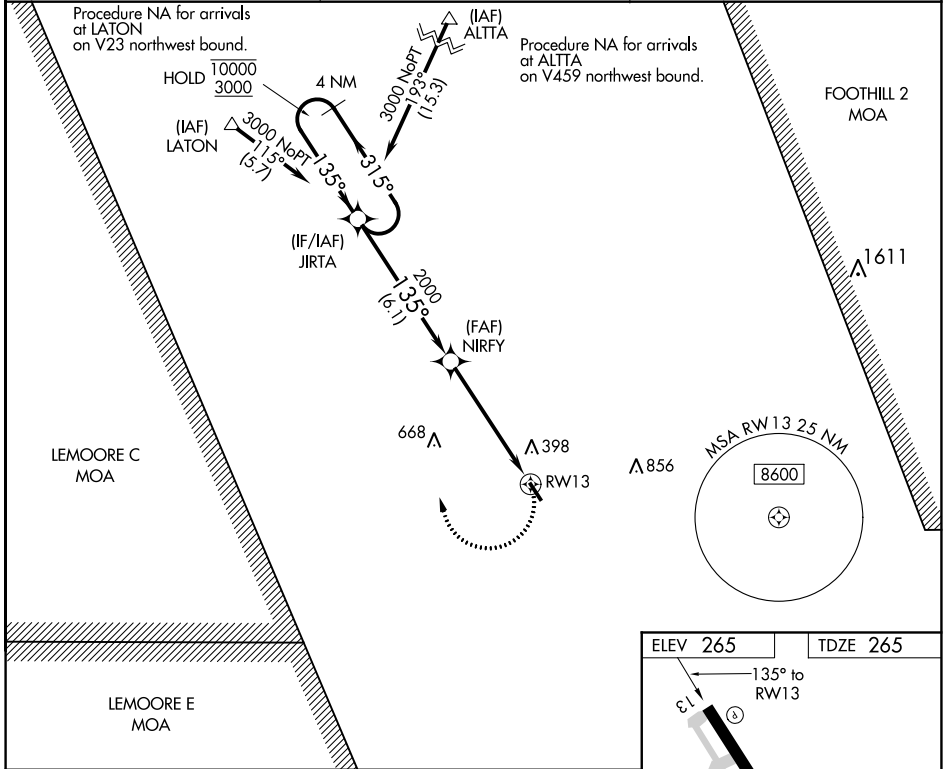 Procedure NA for arrivals
at LATON
on V23 northwest bound.
(IAF)
ALTTA
Procedure NA for arrivals
at ALTTA
on V459 northwest bound.
HOLD
10000
3000
4 NM
3000 NoPT
193°
(15.3)
FOOTHILL 2
MOA
(IAF)
LATON
3000 NoPT
115°
(5.7)
135°
315°
(IF/IAF)
JIRTA
1611
2000
135°
(6.1)
(FAF)
NIRFY
668
398
856
RW13
MSA RW13 25 NM
8600
LEMOORE C
MOA
LEMOORE E
MOA
ELEV 265
TDZE 265
135° to
RW13
13
P